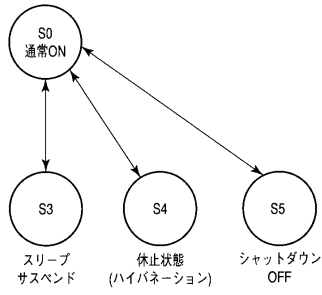 S0
通常ON
S3
S4
S5
スリープ
サスペンド
休止状態
(ハイバネーション)
シャットダウン
OFF